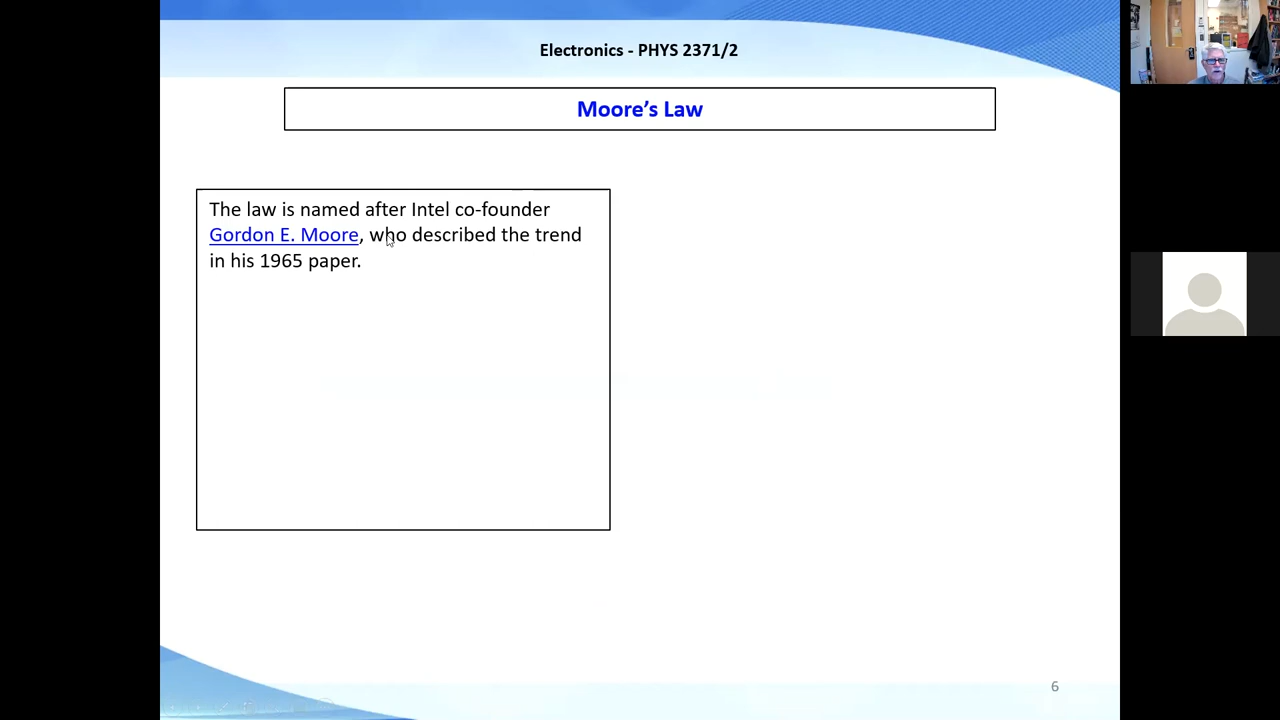 Electronics - PHYS 2371/2
Moore’s Law
The law is named after Intel co-founder
Gordon E. Moore, who described the trend
in his 1965 paper.
6